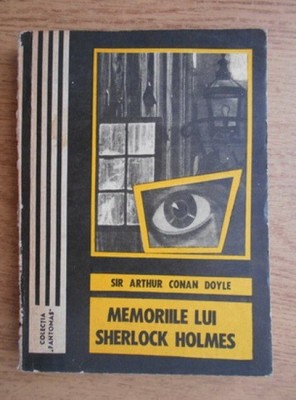 SIR ARTHUR CONAN DOYLE
MEMORIILE LUI
SHERLOCK HOLMES
COLECȚIA
„FANTOMAS”